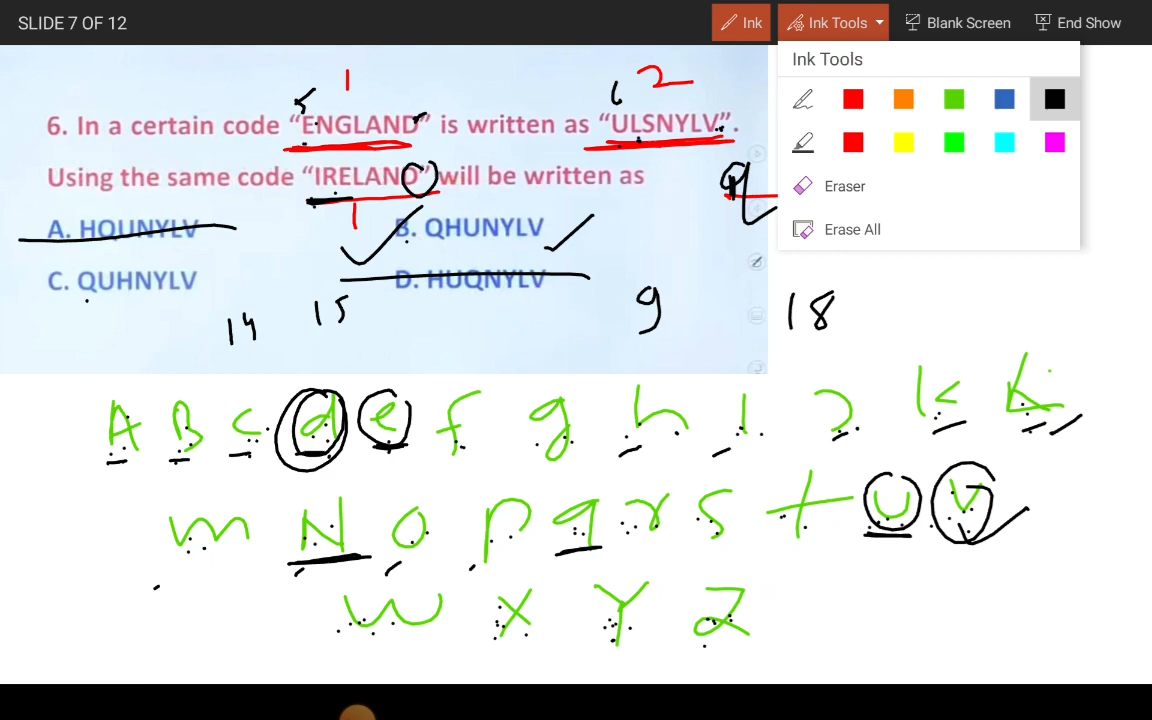 SLIDE 7 OF 12
Ink
Ink Tools
Blank Screen
End Show
Ink Tools
Eraser
Erase All
1
2
5
6
6. In a certain code “ENGLAND” is written as “ULSNYLV”.
Using the same code “IRELAND” will be written as
q
1
A. HQUNYLV
B. QHUNYLV
C. QUHNYLV
D. HUQNYLV
14 15 9 18
A B c d e f g h
m N o p q r s t u v
W X Y Z